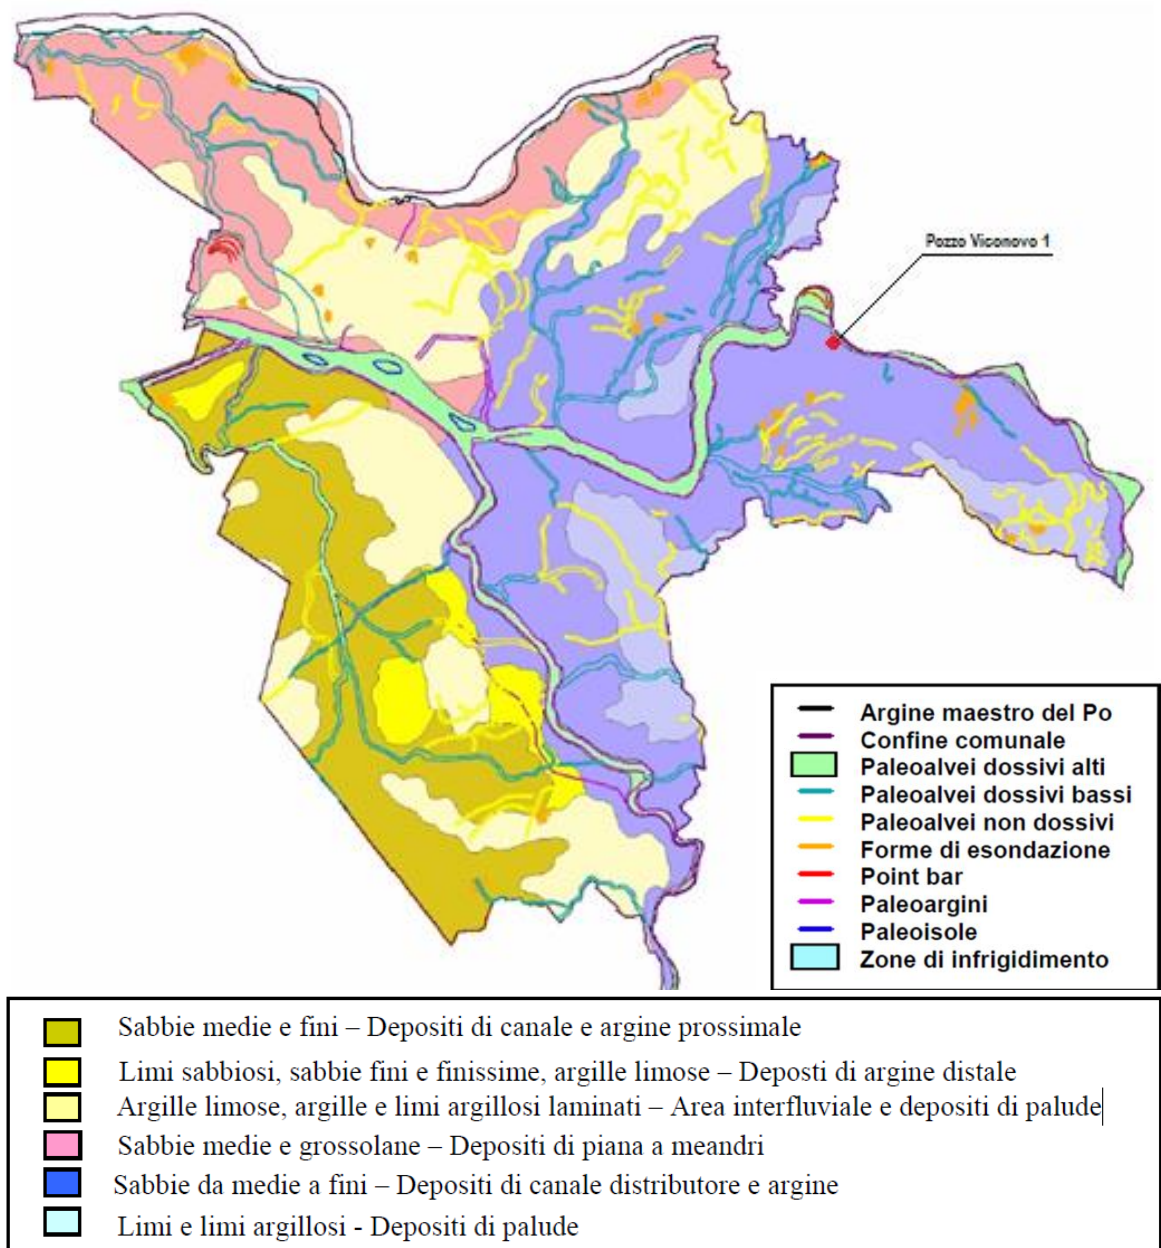 Pozzo Viconovo 1
Argine maestro del Po
Confine comunale
Paleoalvei dossivi alti
Paleoalvei dossivi bassi
Paleoalvei non dossivi
Forme di esondazione
Point bar
Paleoargini
Paleoisole
Zone di infrigidimento
Sabbie medie e fini – Depositi di canale e argine prossimale
Limi sabbiosi, sabbie fini e finissime, argille limose – Deposti di argine distale
Argille limose, argille e limi argillosi laminati – Area interfluviale e depositi di palude
Sabbie medie e grossolane – Depositi di piana a meandri
Sabbie da medie a fini – Depositi di canale distributore e argine
Limi e limi argillosi - Depositi di palude